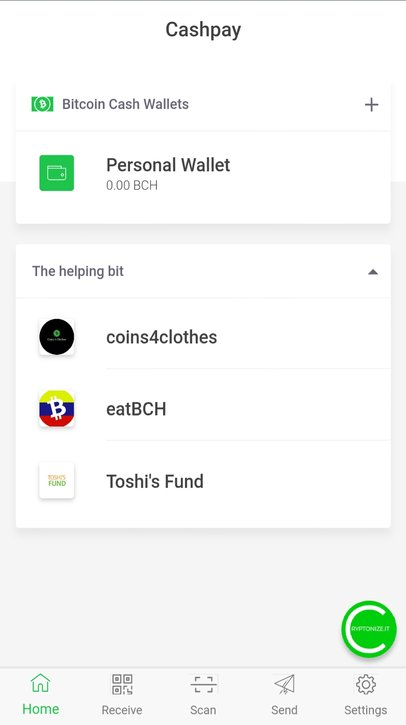 Cashpay
Bitcoin Cash Wallets
Personal Wallet
0.00 BCH
The helping bit
coins4clothes
eatBCH
TOSHI'S
FUND
Toshi's Fund
RYPTONIZE.IT
Home
Receive
Scan
Send
Settings